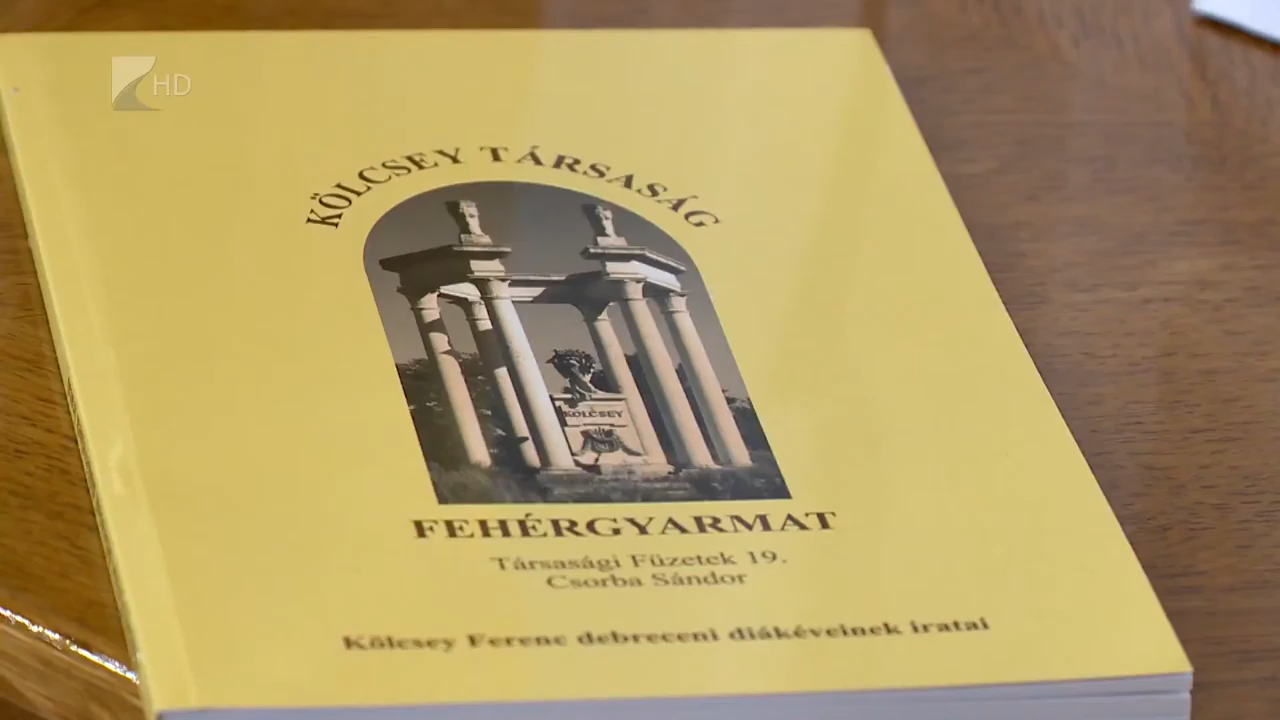 HD
KÖLCSEY TÁRSASÁG
KÖLCSEY
FEHÉRGYARMAT
Társasági Füzetek 19.
Csorba Sándor
Kölcsey Ferenc debreceni diákéveinek iratai